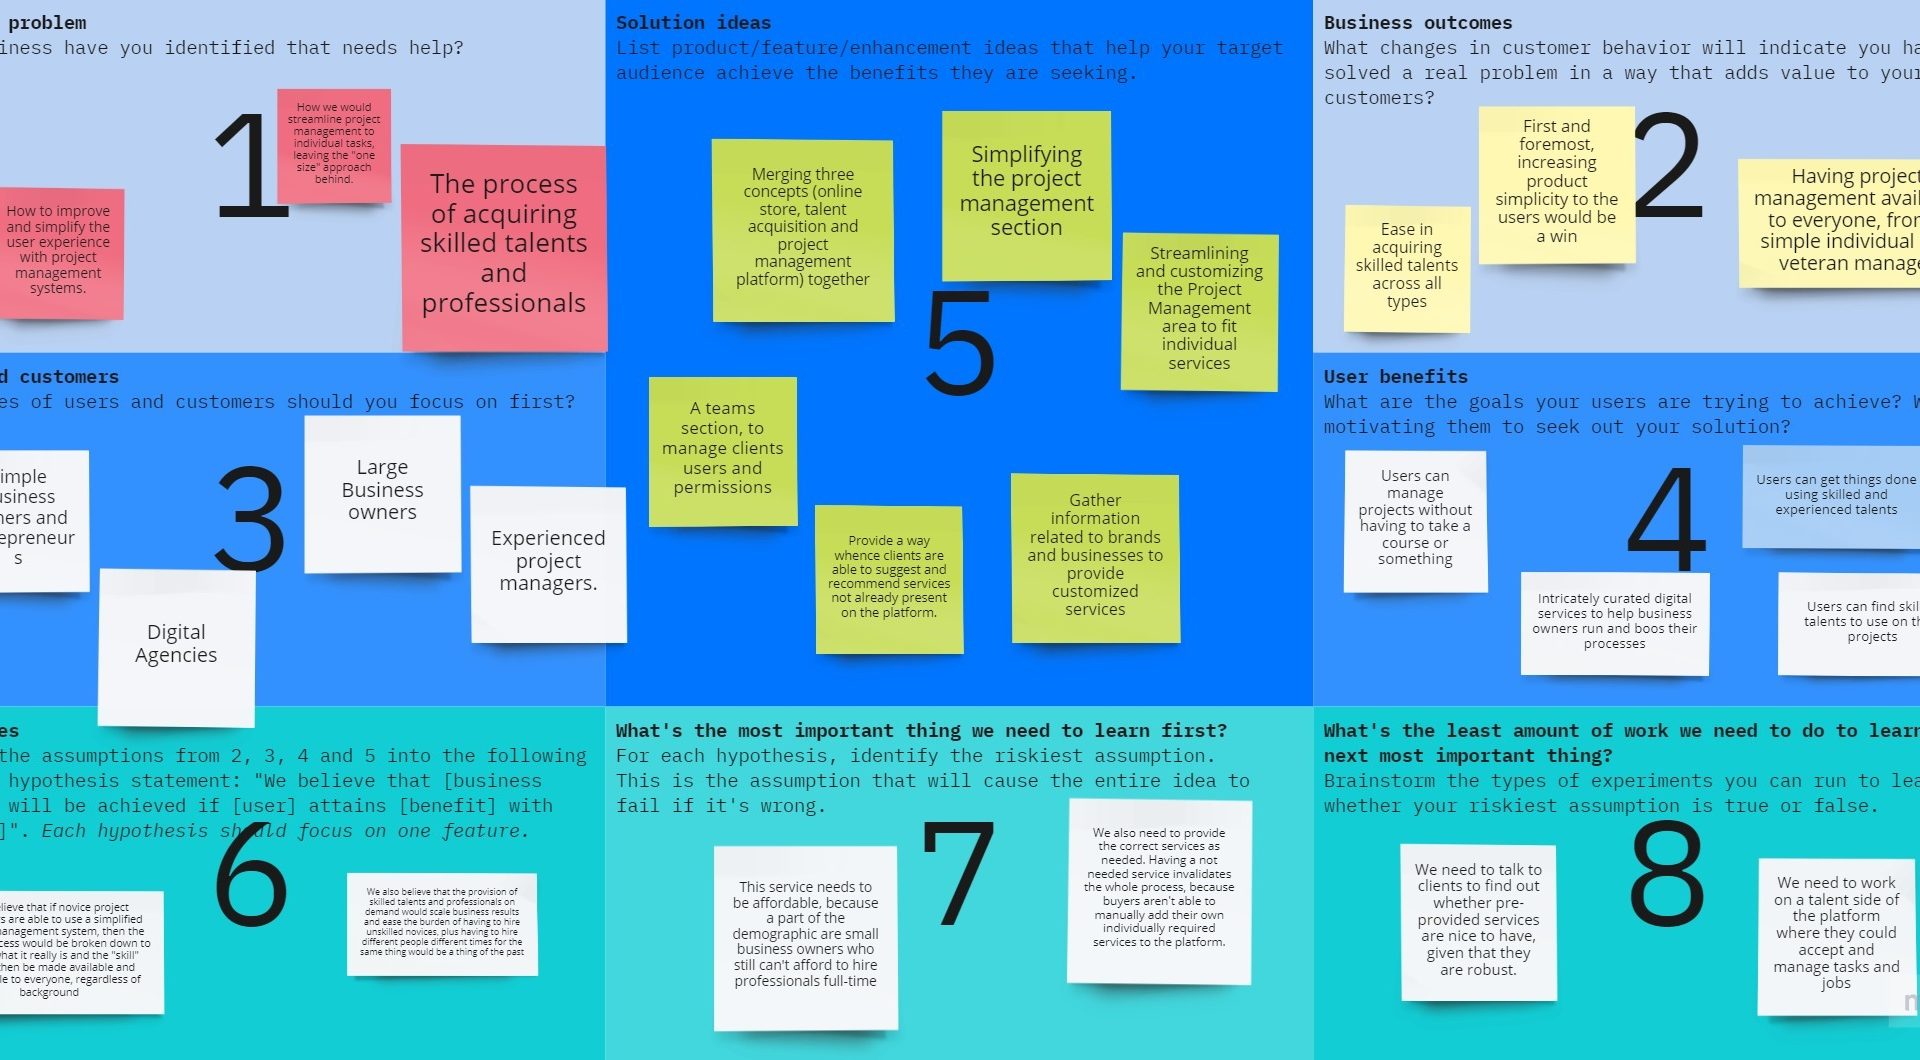 problem
iness have you identified that needs help?
1
How we would
streamline project
management to
individual tasks,
leaving the "one
size" approach
behind.
The process
of acquiring
skilled talents
and
professionals
How to improve
and simplify the
user experience
with project
management
systems.
Solution ideas
List product/feature/enhancement ideas that help your target
audience achieve the benefits they are seeking.
Merging three
concepts (online
store, talent
acquisition and
project
management
platform) together
Simplifying
the project
management
section
Streamlining
and customizing
the Project
Management
area to fit
individual
services
5
A teams
section, to
manage clients
users and
permissions
Provide a way
whence clients are
able to suggest and
recommend services
not already present
on the platform.
Gather
information
related to brands
and businesses to
provide
customized
services
Business outcomes
What changes in customer behavior will indicate you ha
solved a real problem in a way that adds value to your
customers?
2
First and
foremost,
increasing
product
simplicity to the
users would be
a win
Ease in
acquiring
skilled talents
across all
types
Having project
management avail
to everyone, fro
simple individual
veteran manage
d customers
es of users and customers should you focus on first?
3
imple
usiness
ners and
epreneur
s
Large
Business
owners
Experienced
project
managers.
Digital
Agencies
User benefits
What are the goals your users are trying to achieve? W
motivating them to seek out your solution?
4
Users can
manage
projects without
having to take a
course or
something
Users can get things done
using skilled and
experienced talents
Intricately curated digital
services to help business
owners run and boos their
processes
Users can find skil
talents to use on th
projects
es
the assumptions from 2, 3, 4 and 5 into the following
hypothesis statement: "We believe that [business
will be achieved if [user] attains [benefit] with
]". Each hypothesis should focus on one feature.
6
lieve that if novice project
s are able to use a simplified
anagement system, then the
cess would be broken down to
hat it really is and the "skill"
hen be made available and
le to everyone, regardless of
background
We also believe that the provision of
skilled talents and professionals on
demand would scale business results
and ease the burden of having to hire
unskilled novices, plus having to hire
different people different times for the
same thing would be a thing of the past
What's the most important thing we need to learn first?
For each hypothesis, identify the riskiest assumption.
This is the assumption that will cause the entire idea to
fail if it's wrong.
7
This service needs to
be affordable, because
a part of the
demographic are small
business owners who
still can't afford to hire
professionals full-time
We also need to provide
the correct services as
needed. Having a not
needed service invalidates
the whole process, because
buyers aren't able to
manually add their own
individually required
services to the platform.
What's the least amount of work we need to do to learn
next most important thing?
Brainstorm the types of experiments you can run to lea
whether your riskiest assumption is true or false.
8
We need to talk to
clients to find out
whether pre-
provided services
are nice to have,
given that they
are robust.
We need to work
on a talent side of
the platform
where they could
accept and
manage tasks and
jobs